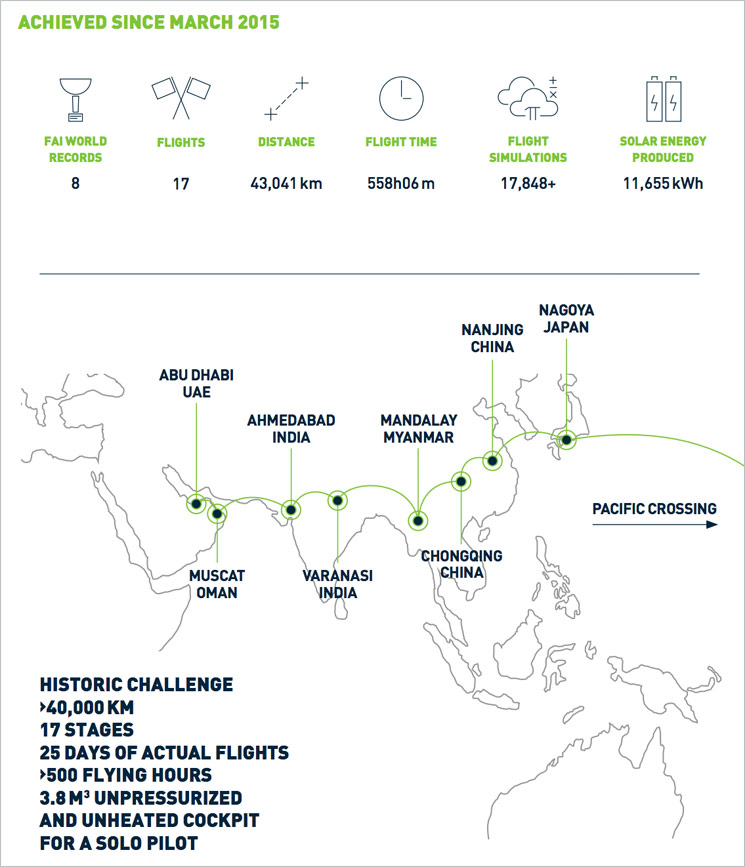 ACHIEVED SINCE MARCH 2015
FAI WORLD
RECORDS
8
FLIGHTS
17
DISTANCE
43,041 km
FLIGHT TIME
558h06 m
+
×
FLIGHT
SIMULATIONS
17,848+
SOLAR ENERGY
PRODUCED
11,655 kWh
NAGOYA
JAPAN
NANJING
CHINA
ABU DHABI
UAE
AHMEDABAD
INDIA
MANDALAY
MYANMAR
PACIFIC CROSSING
MUSCAT
OMAN
VARANASI
INDIA
CHONGQING
CHINA
HISTORIC CHALLENGE
>40,000 KM
17 STAGES
25 DAYS OF ACTUAL FLIGHTS
>500 FLYING HOURS
3.8 M³ UNPRESSURIZED
AND UNHEATED COCKPIT
FOR A SOLO PILOT